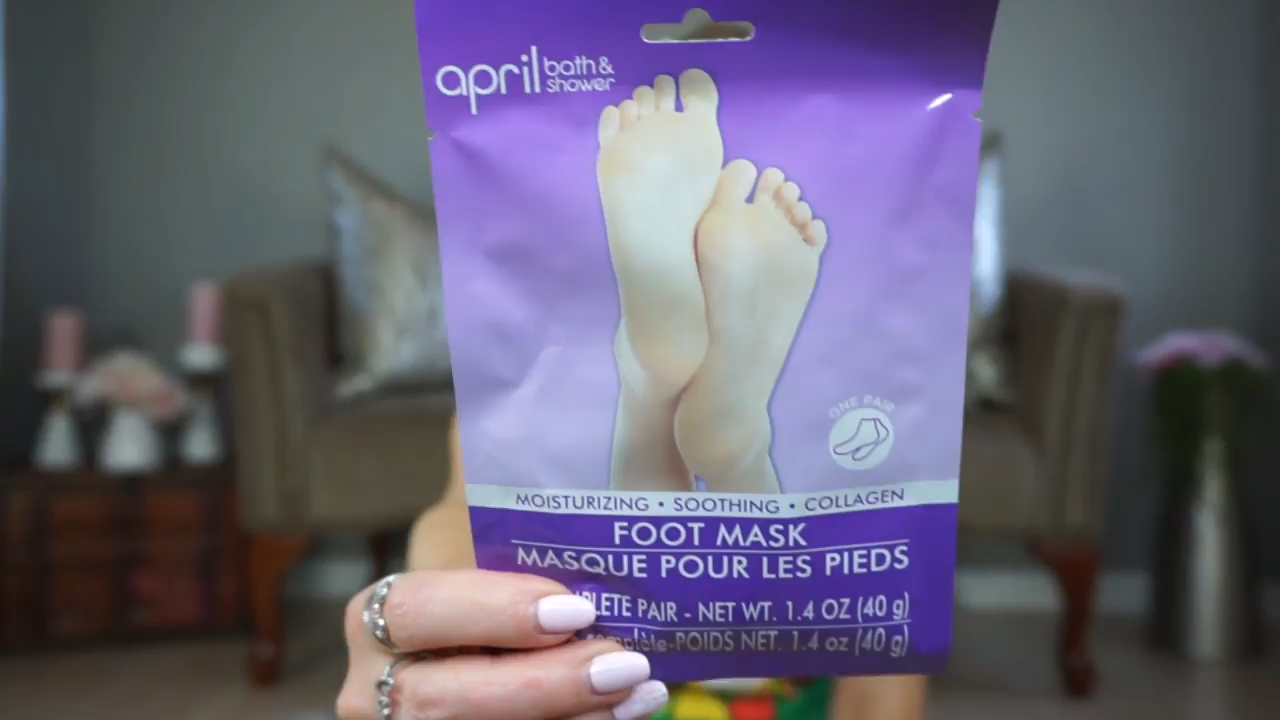 april bath &
shower
ONE PAIR
MOISTURIZING • SOOTHING • COLLAGEN
FOOT MASK
MASQUE POUR LES PIEDS
PAIR - NET WT. 1.4 OZ (40 g)
POIDS NET. 1.4 oz (40 g)